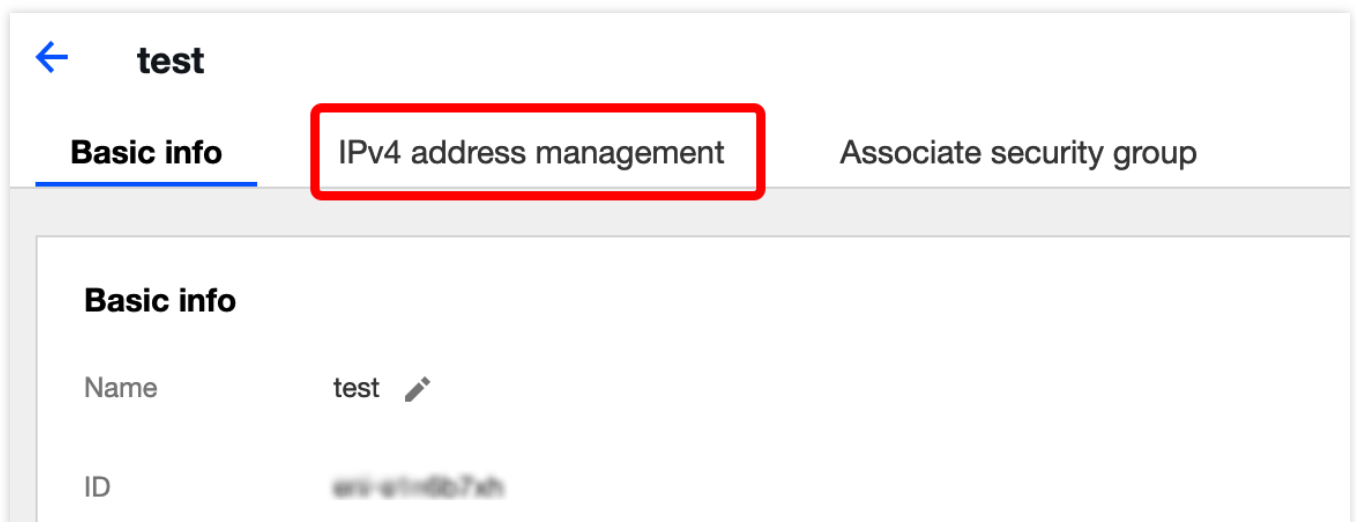 test
Basic info IPv4 address management Associate security group
Basic info
Name test
ID